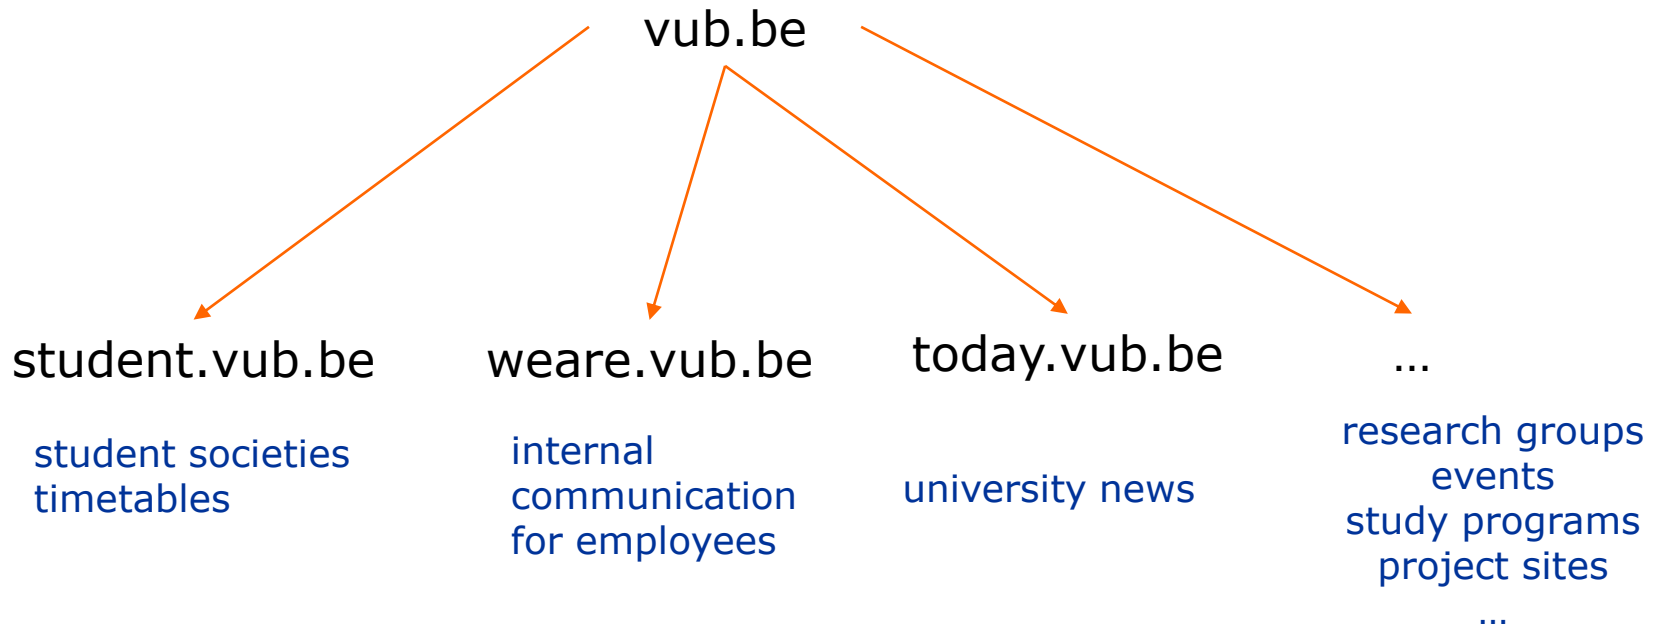 vub.be
student.vub.be
weare.vub.be
today.vub.be
...
student societies
timetables
internal
communication
for employees
university news
research groups
events
study programs
project sites
...